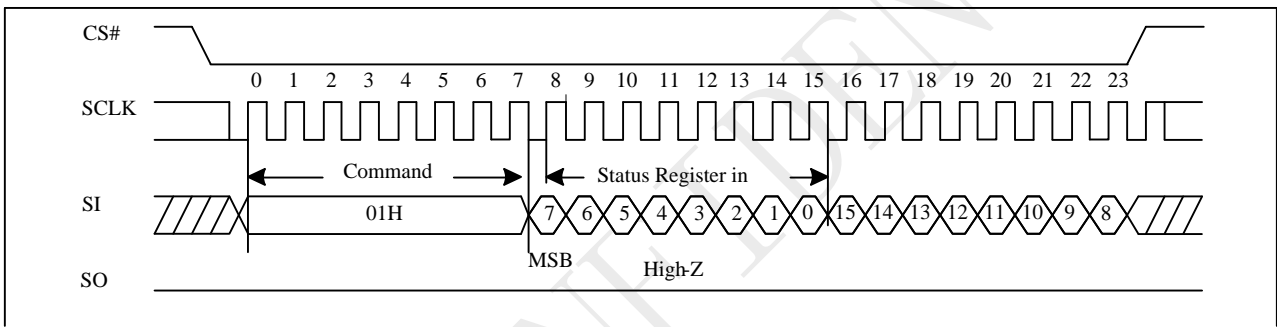 CS#
0 1 2 3 4 5 6 7 8 9 10 11 12 13 14 15 16 17 18 19 20 21 22 23
SCLK
Command Status Register in
SI 01H 7 6 5 4 3 2 1 0 15 14 13 12 11 10 9 8
MSB High-Z
SO